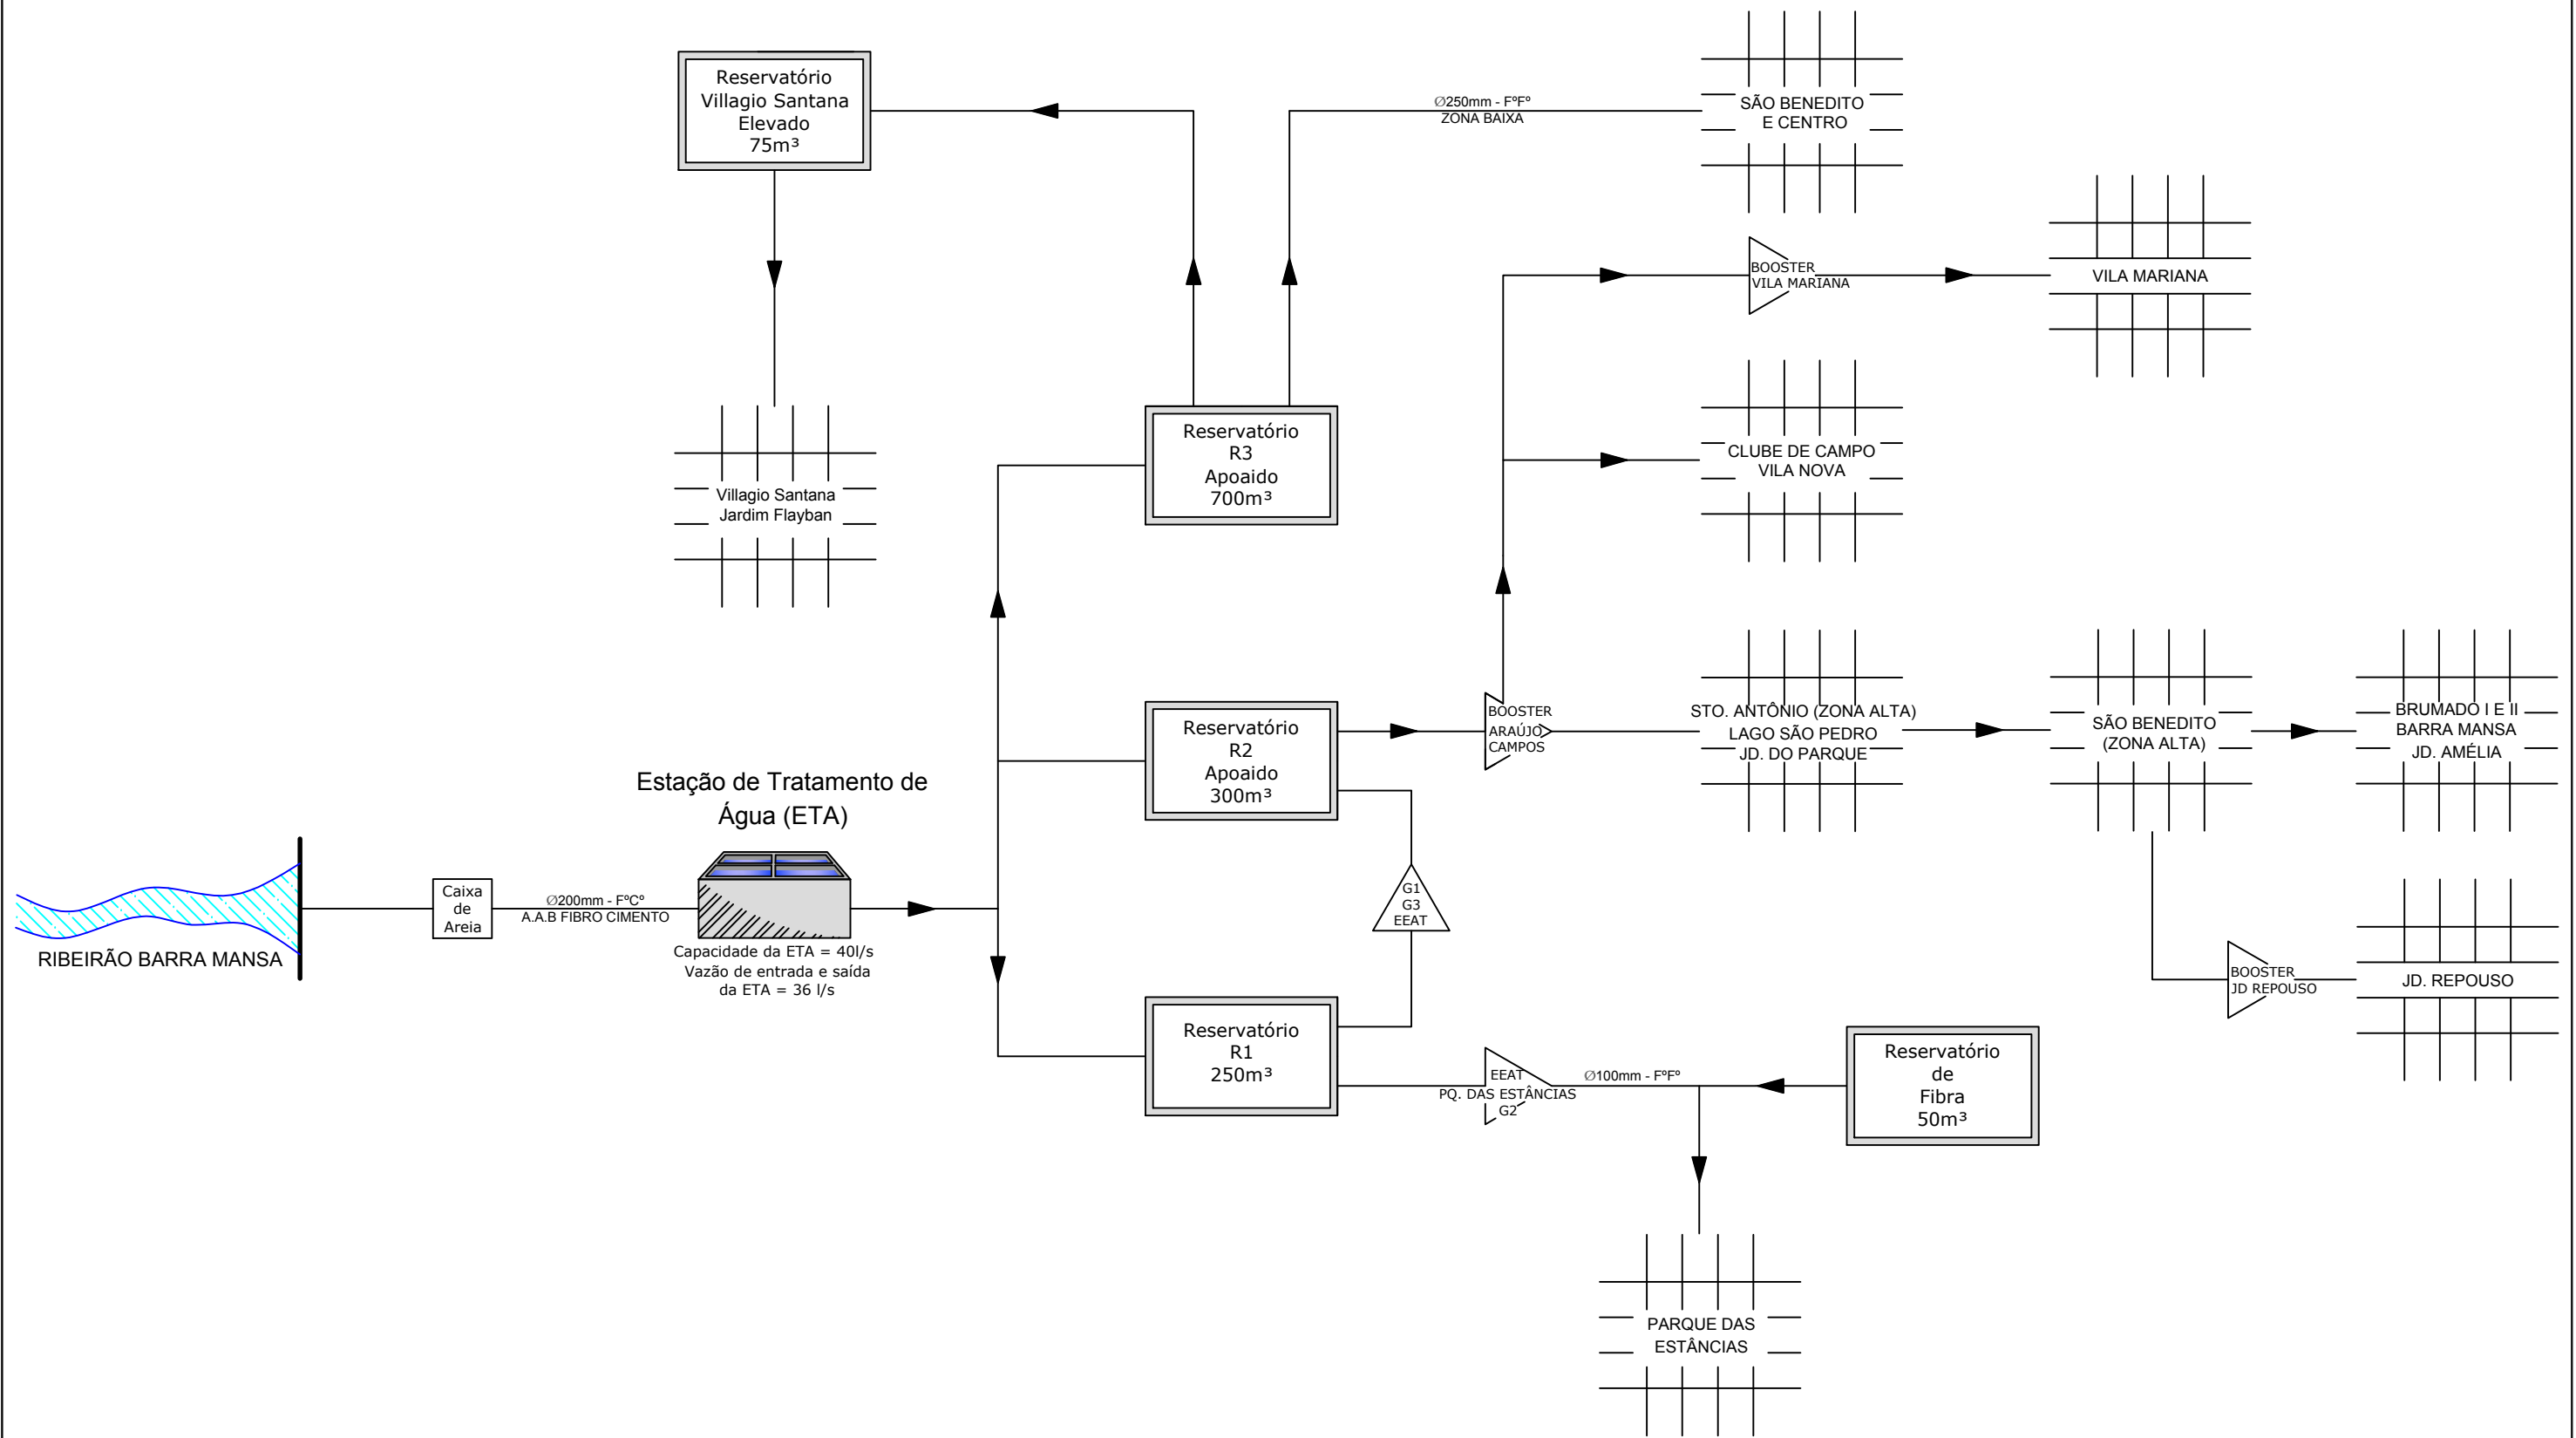 Reservatório
Villagio Santana
Elevado
75m³
Ø250mm - FºFº
ZONA BAIXA
SÃO BENEDITO
E CENTRO
BOOSTER
VILA MARIANA
VILA MARIANA
Reservatório
R3
Apoaido
700m³
CLUBE DE CAMPO
VILA NOVA
Villagio Santana
Jardim Flayban
Reservatório
R2
Apoaido
300m³
BOOSTER
ARAÚJO
CAMPOS
STO. ANTÔNIO (ZONA ALTA)
LAGO SÃO PEDRO
JD. DO PARQUE
SÃO BENEDITO
(ZONA ALTA)
BRUMADO I E II
BARRA MANSA
JD. AMÉLIA
Estação de Tratamento de
Água (ETA)
RIBEIRÃO BARRA MANSA
Caixa
de
Areia
Ø200mm - FºCº
A.A.B FIBRO CIMENTO
Capacidade da ETA = 40l/s
Vazão de entrada e saída
da ETA = 36 l/s
G1
G3
EEAT
BOOSTER
JD REPOUSO
JD. REPOUSO
Reservatório
R1
250m³
EEAT
PQ. DAS ESTÂNCIAS
G2
Ø100mm - FºFº
Reservatório
de
Fibra
50m³
PARQUE DAS
ESTÂNCIAS